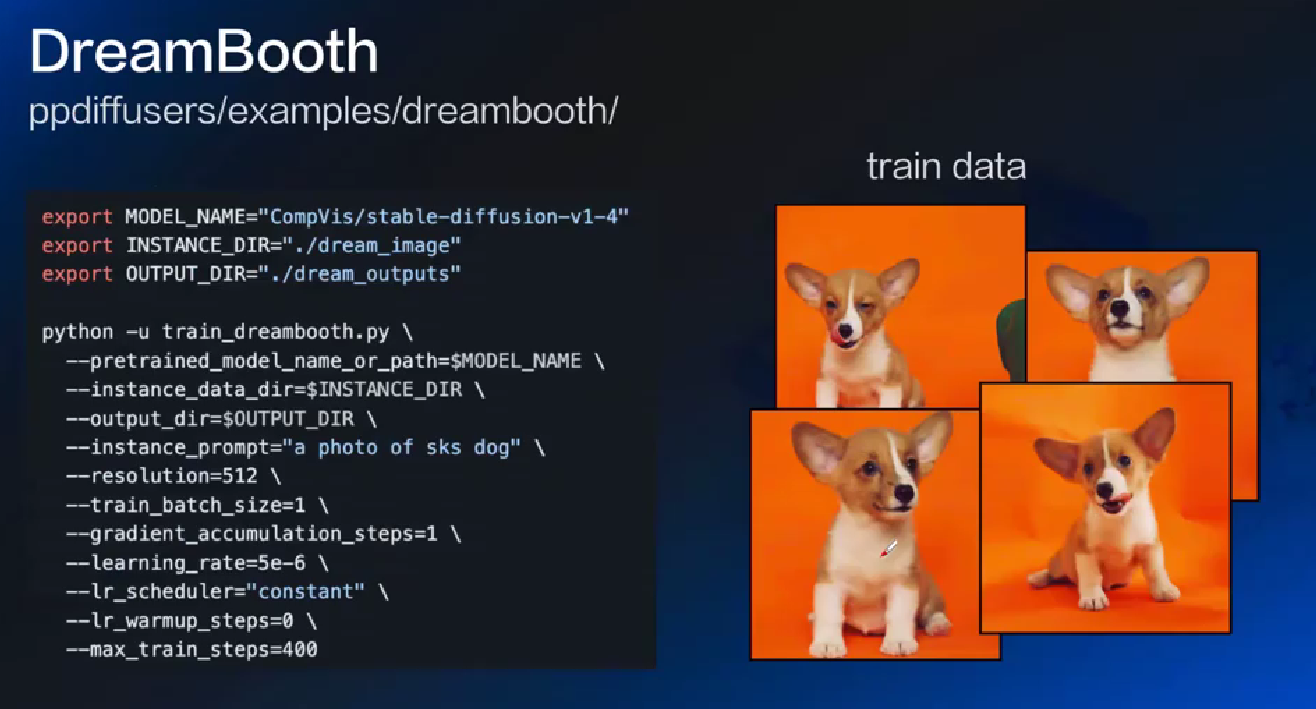 DreamBooth
ppdiffusers/examples/dreambooth/
train data
export MODEL_NAME="CompVis/stable-diffusion-v1-4"
export INSTANCE_DIR="./dream_image"
export OUTPUT_DIR="./dream_outputs"
python -u train_dreambooth.py \
--pretrained_model_name_or_path=$MODEL_NAME \
--instance_data_dir=$INSTANCE_DIR \
--output_dir=$OUTPUT_DIR \
--instance_prompt="a photo of sks dog" \
--resolution=512 \
--train_batch_size=1 \
--gradient_accumulation_steps=1 \
--learning_rate=5e-6 \
--lr_scheduler="constant" \
--lr_warmup_steps=0 \
--max_train_steps=400